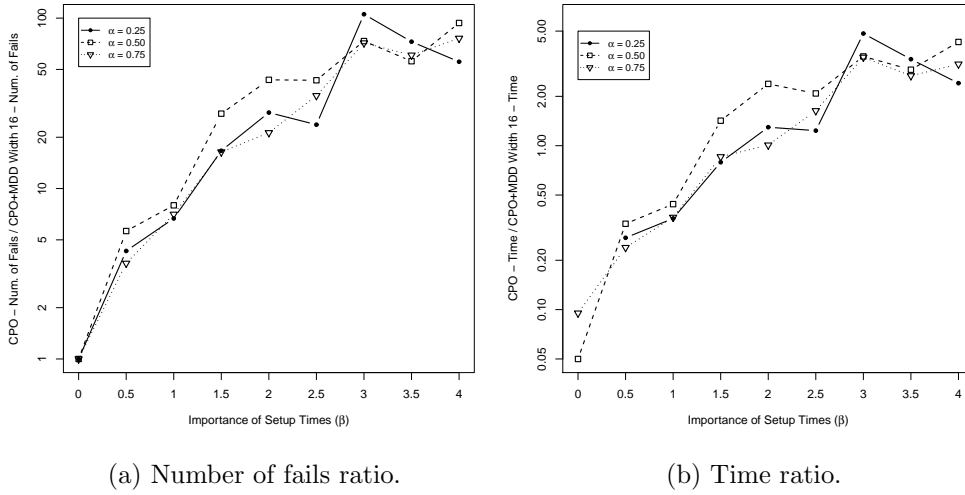 CPO – Num. of Fails / CPO+MDD Width 16 – Num. of Fails
100
50
20
10
5
2
1
α = 0.25
α = 0.50
α = 0.75
0 0.5 1 1.5 2 2.5 3 3.5 4
Importance of Setup Times (β)
(a) Number of fails ratio.
CPO – Time / CPO+MDD Width 16 – Time
5.00
2.00
1.00
0.50
0.20
0.10
0.05
α = 0.25
α = 0.50
α = 0.75
0 0.5 1 1.5 2 2.5 3 3.5 4
Importance of Setup Times (β)
(b) Time ratio.